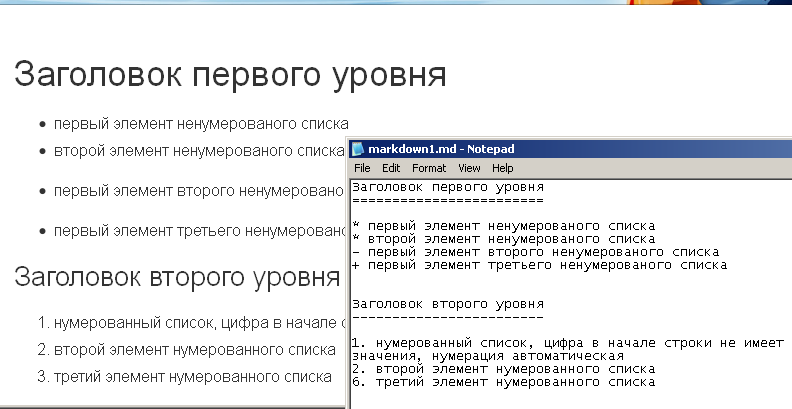 Заголовок первого уровня
первый элемент ненумерованого списка
второй элемент ненумерованого списка
первый элемент второго ненумеровано
первый элемент третьего ненумеровано
Заголовок второго уровня
1. нумерованный список, цифра в начале с
2. второй элемент нумерованного списка
3. третий элемент нумерованного списка
markdown1.md - Notepad
File Edit Format View Help
Заголовок первого уровня
========================
* первый элемент ненумерованого списка
* второй элемент ненумерованого списка
- первый элемент второго ненумерованого списка
+ первый элемент третьего ненумерованого списка
Заголовок второго уровня
------------------------
1. нумерованный список, цифра в начале строки не имеет
значения, нумерация автоматическая
2. второй элемент нумерованного списка
6. третий элемент нумерованного списка